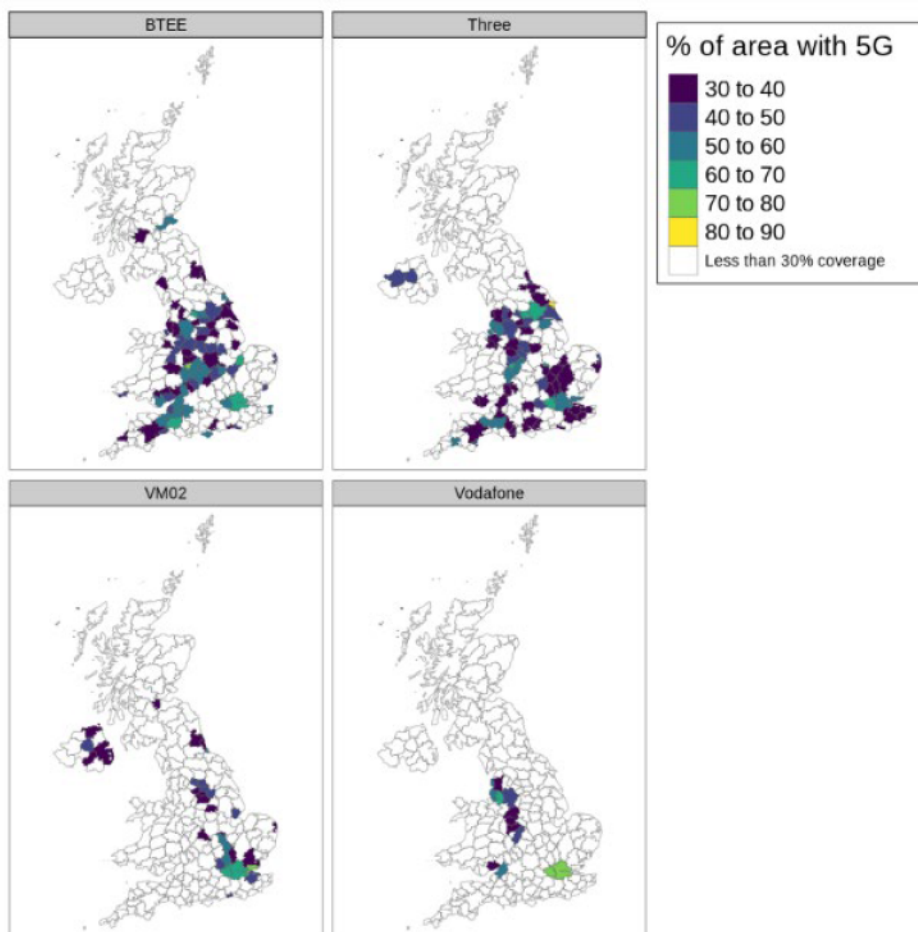 BTEE
Three
% of area with 5G
30 to 40
40 to 50
50 to 60
60 to 70
70 to 80
80 to 90
Less than 30% coverage
VM02
Vodafone